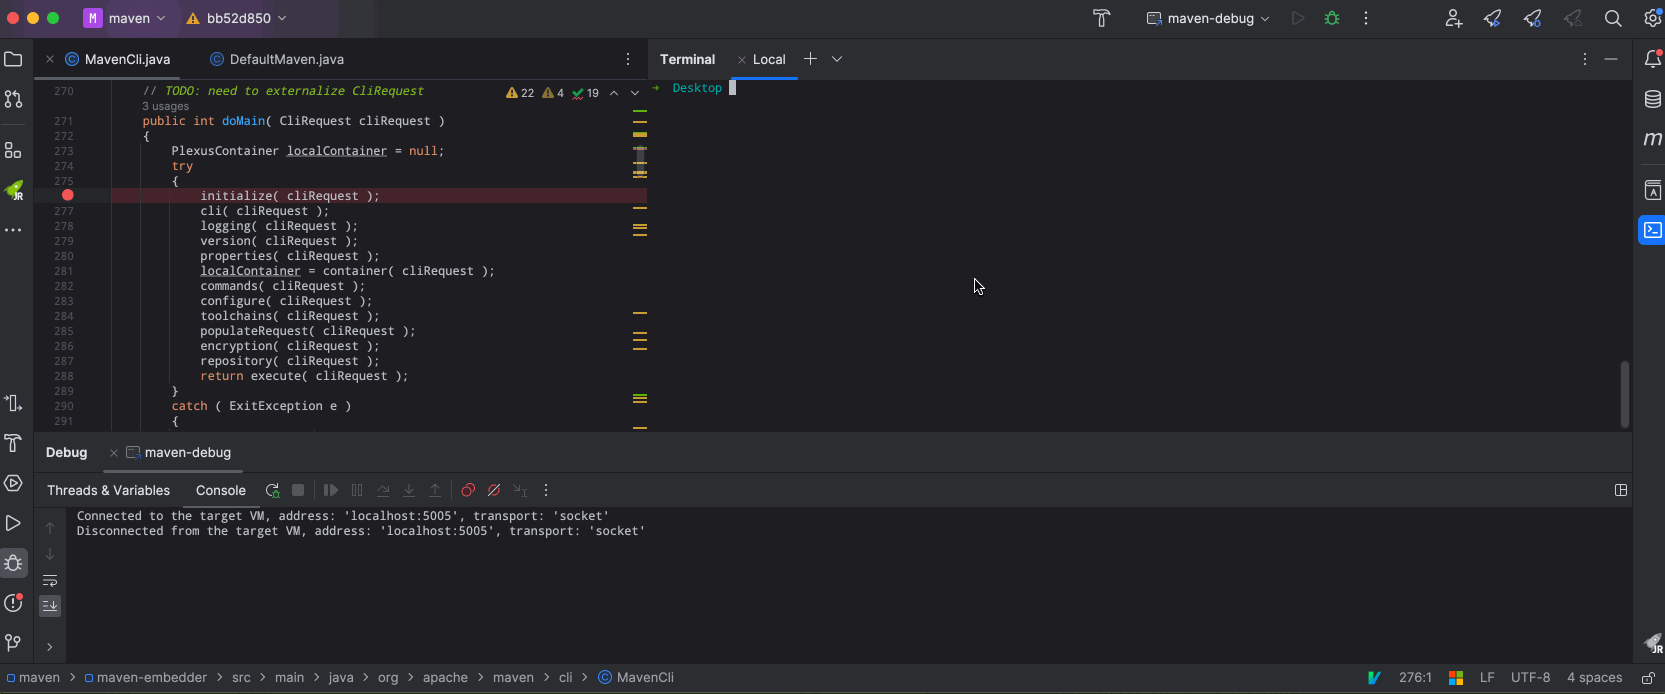 M maven bb52d850 maven-debug
MavenCli.java DefaultMaven.java
Terminal Local
270 // TODO: need to externalize CliRequest 22 4 19
3 usages
271 public int doMain( CliRequest cliRequest )
272 {
273 PlexusContainer localContainer = null;
274 try
275 {
initialize( cliRequest );
277 cli( cliRequest );
278 logging( cliRequest );
279 version( cliRequest );
280 properties( cliRequest );
281 localContainer = container( cliRequest );
282 commands( cliRequest );
283 configure( cliRequest );
284 toolchains( cliRequest );
285 populateRequest( cliRequest );
286 encryption( cliRequest );
287 repository( cliRequest );
288 return execute( cliRequest );
289 }
290 catch ( ExitException e )
291 {
→ Desktop
m
JR
JR
Debug maven-debug
Threads & Variables Console
Connected to the target VM, address: 'localhost:5005', transport: 'socket'
Disconnected from the target VM, address: 'localhost:5005', transport: 'socket'
maven > maven-embedder > src > main > java > org > apache > maven > cli > MavenCli 276:1 LF UTF-8 4 spaces